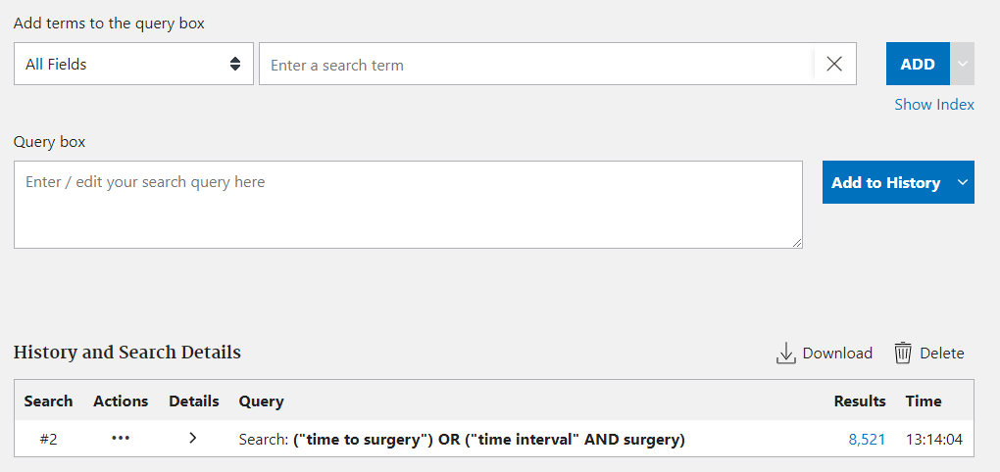 Add terms to the query box
All Fields
Enter a search term
ADD
Show Index
Query box
Enter / edit your search query here
Add to History
History and Search Details
Download
Delete
Search Actions Details Query Results Time
#2 ••• Search: ("time to surgery") OR ("time interval" AND surgery) 8,521 13:14:04